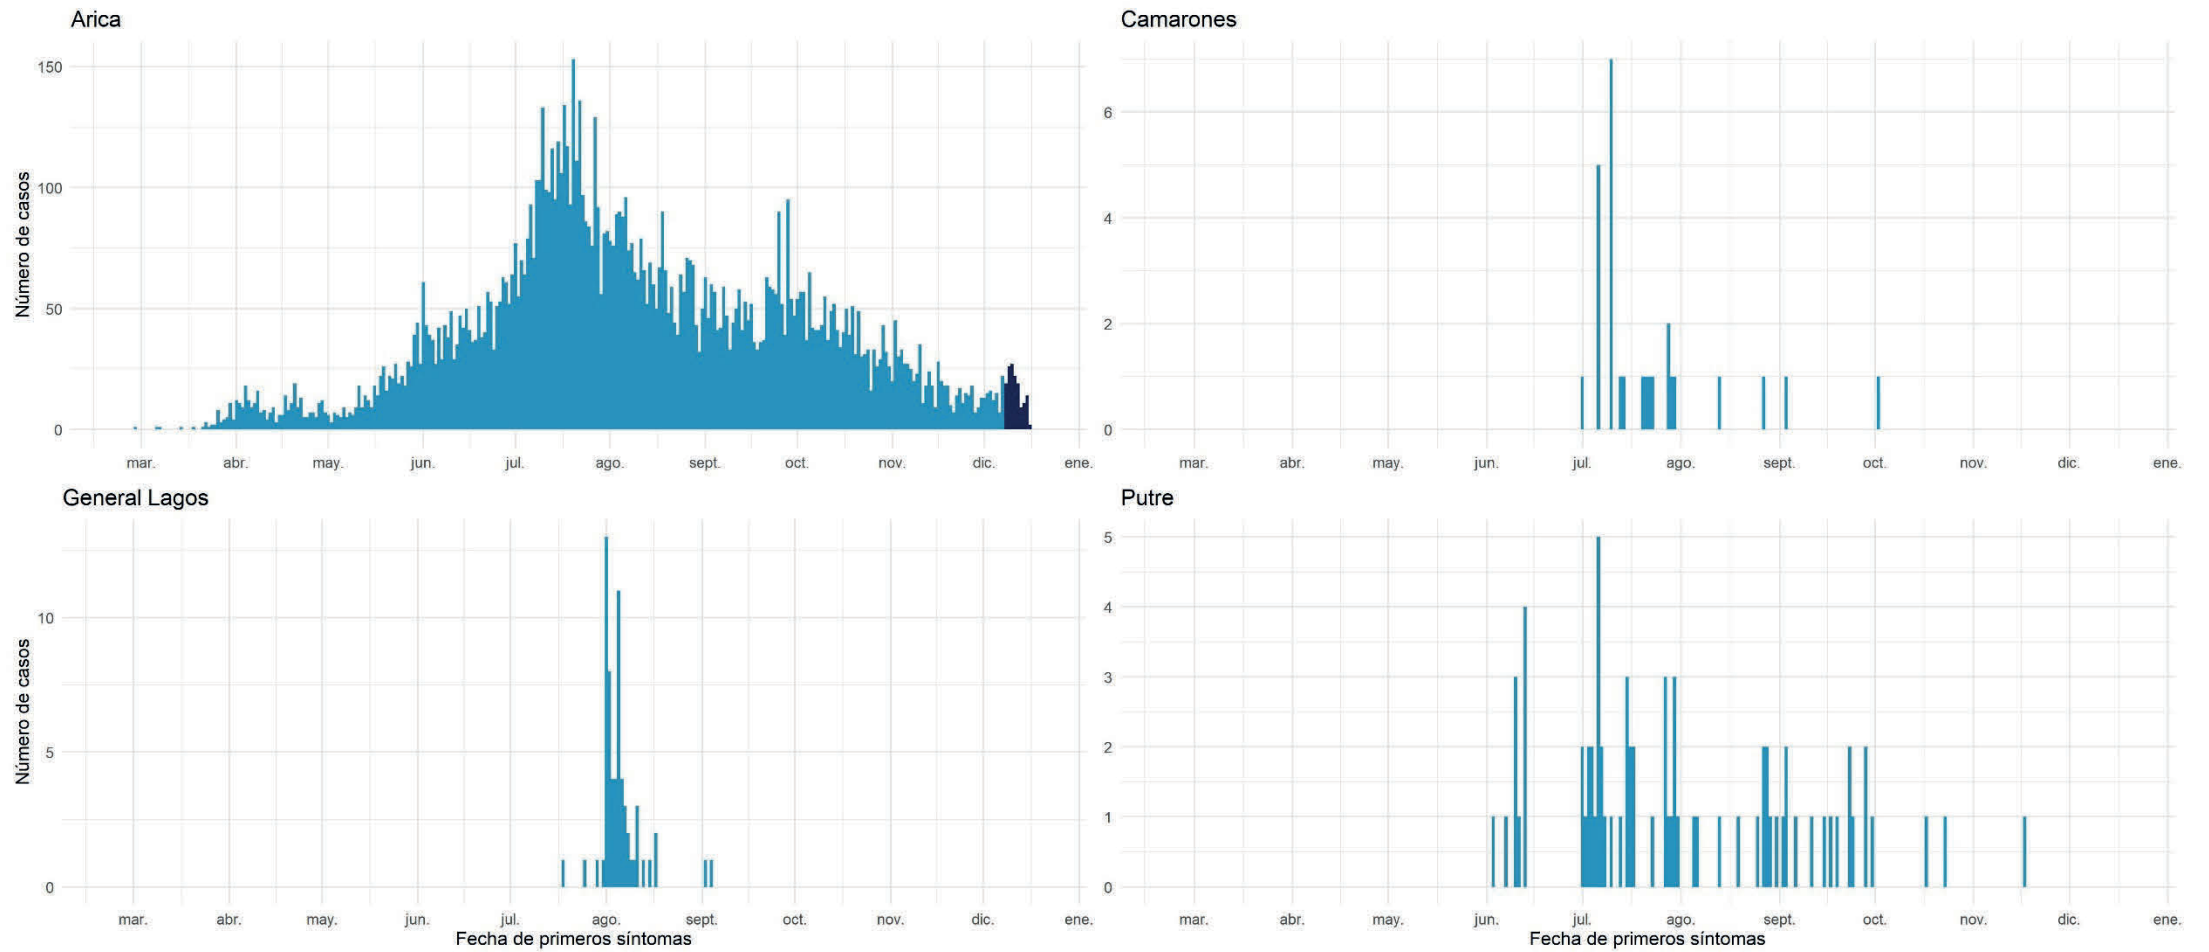 Arica
Número de casos
150
100
50
0
mar. abr. may. jun. jul. ago. sept. oct. nov. dic. ene.
Camarones
6
4
2
0
mar. abr. may. jun. jul. ago. sept. oct. nov. dic. ene.
General Lagos
Número de casos
10
5
0
mar. abr. may. jun. jul. ago. sept. oct. nov. dic. ene.
Fecha de primeros síntomas
Putre
5
4
3
2
1
0
mar. abr. may. jun. jul. ago. sept. oct. nov. dic. ene.
Fecha de primeros síntomas